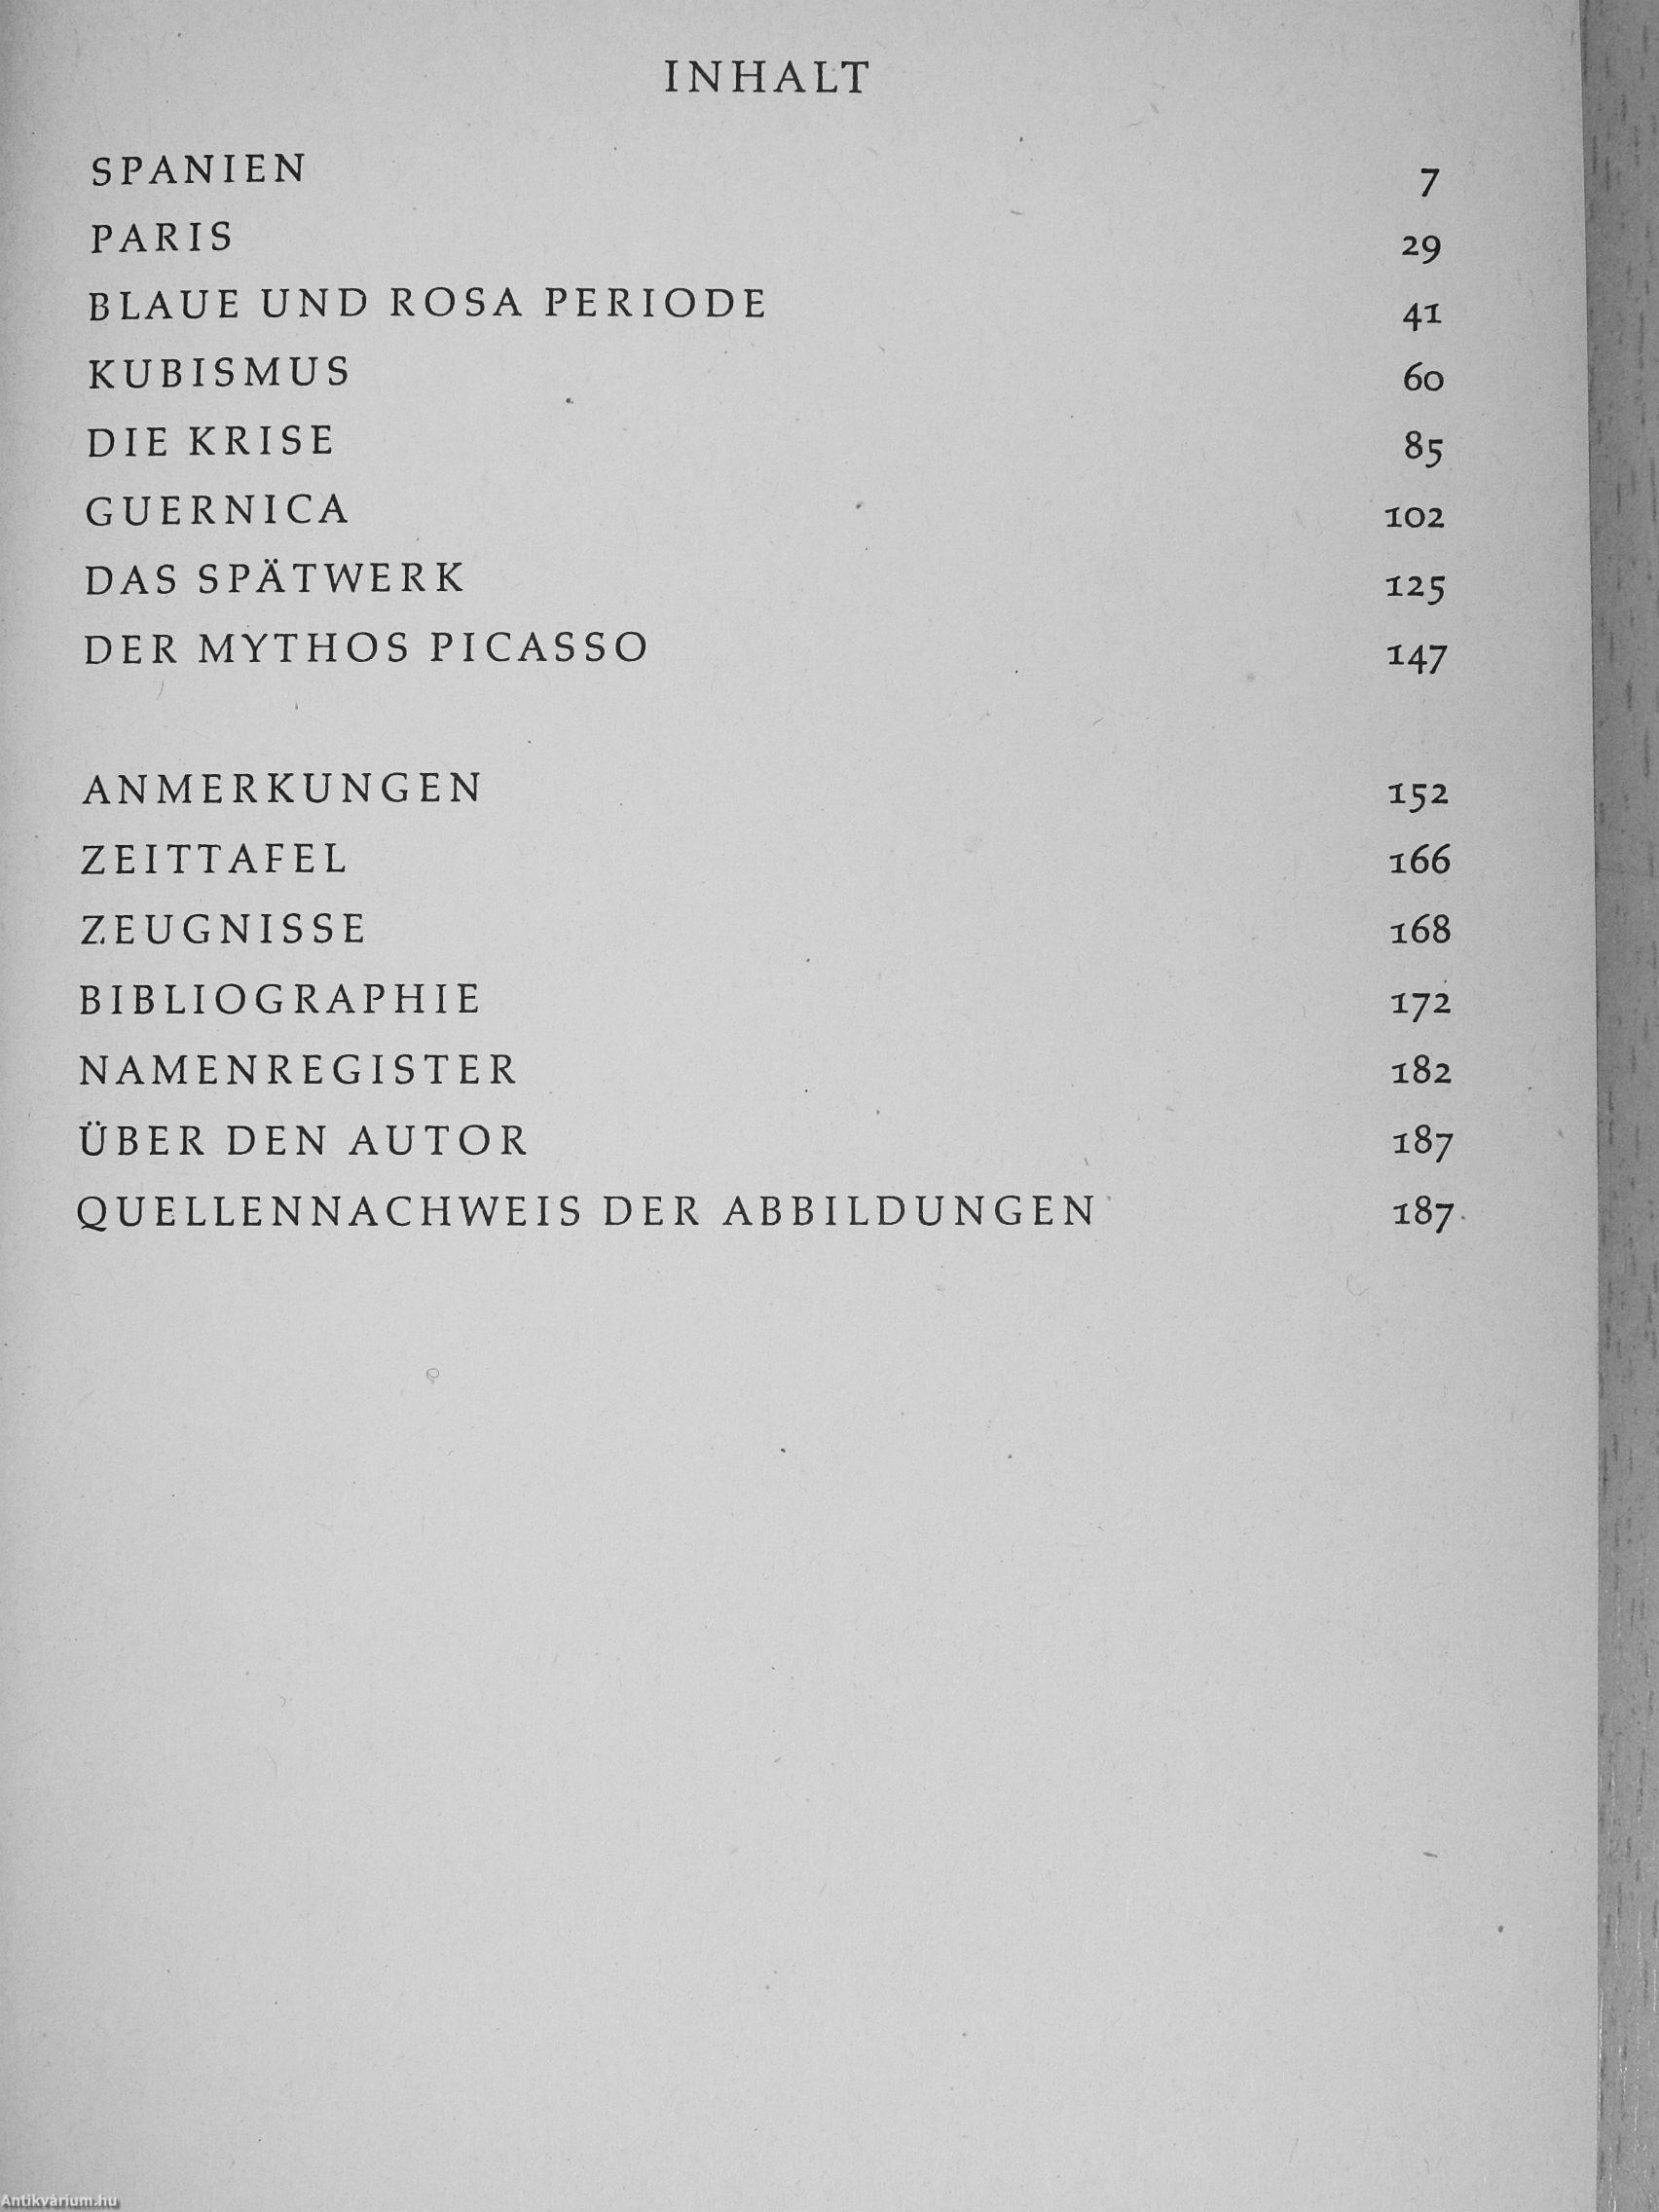 INHALT
SPANIEN 7
PARIS 29
BLAUE UND ROSA PERIODE 41
KUBISMUS 60
DIE KRISE 85
GUERNICA 102
DAS SPÄTWERK 125
DER MYTHOS PICASSO 147
ANMERKUNGEN 152
ZEITTAFEL 166
ZEUGNISSE 168
BIBLIOGRAPHIE 172
NAMENREGISTER 182
ÜBER DEN AUTOR 187
QUELLENNACHWEIS DER ABBILDUNGEN 187
Antikvárium.hu